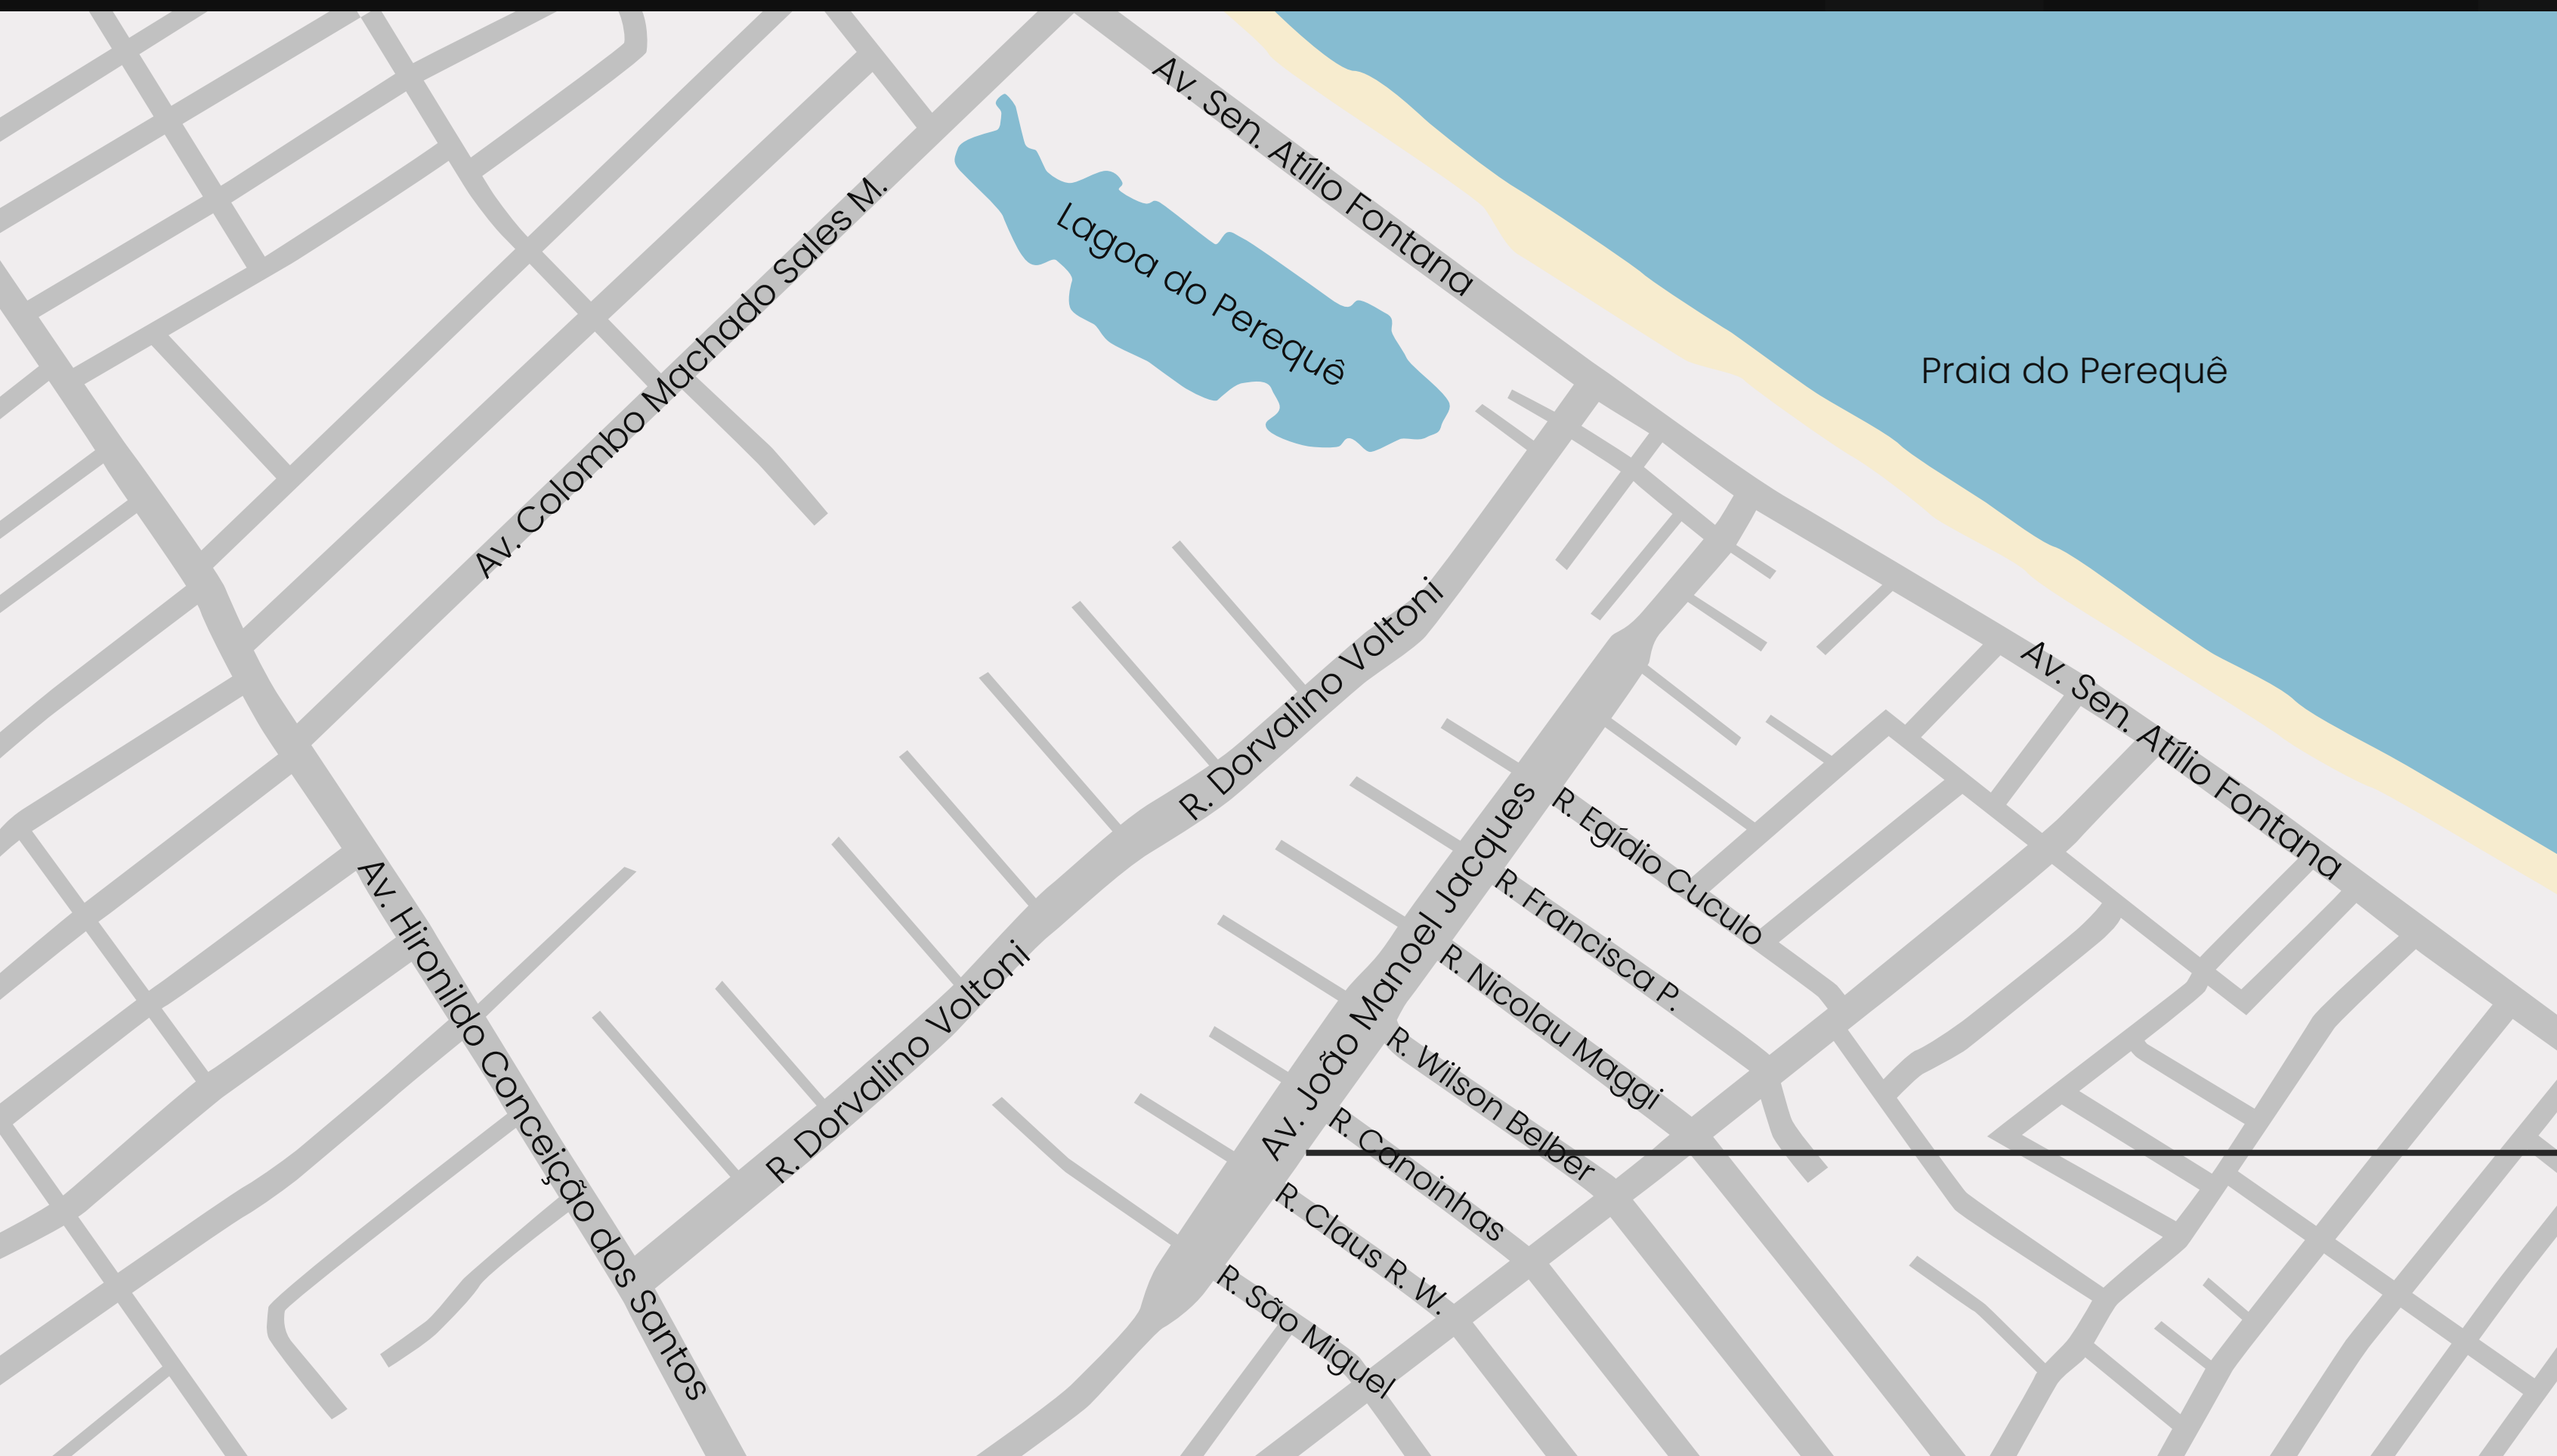 Av. Sen. Atílio Fontana
Av. Colombo Machado Sales M.
Lagoa do Perequê
Praia do Perequê
R. Dorvalino Voltoni
Av. Sen. Atílio Fontana
Av. João Manoel Jacques
R. Egídio Cuculo
R. Francisca P.
Av. Hironildo Conceição dos Santos
R. Dorvalino Voltoni
R. Nicolau Maggi
R. Wilson Belber
R. Canoinhas
R. Claus R. W.
R. São Miguel